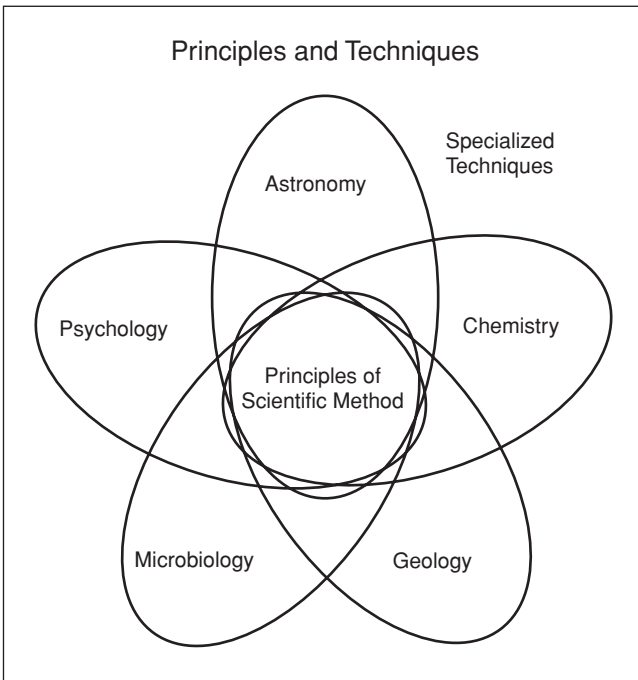 Principles and Techniques
Specialized
Techniques
Astronomy
Psychology
Chemistry
Principles of
Scientific Method
Microbiology
Geology